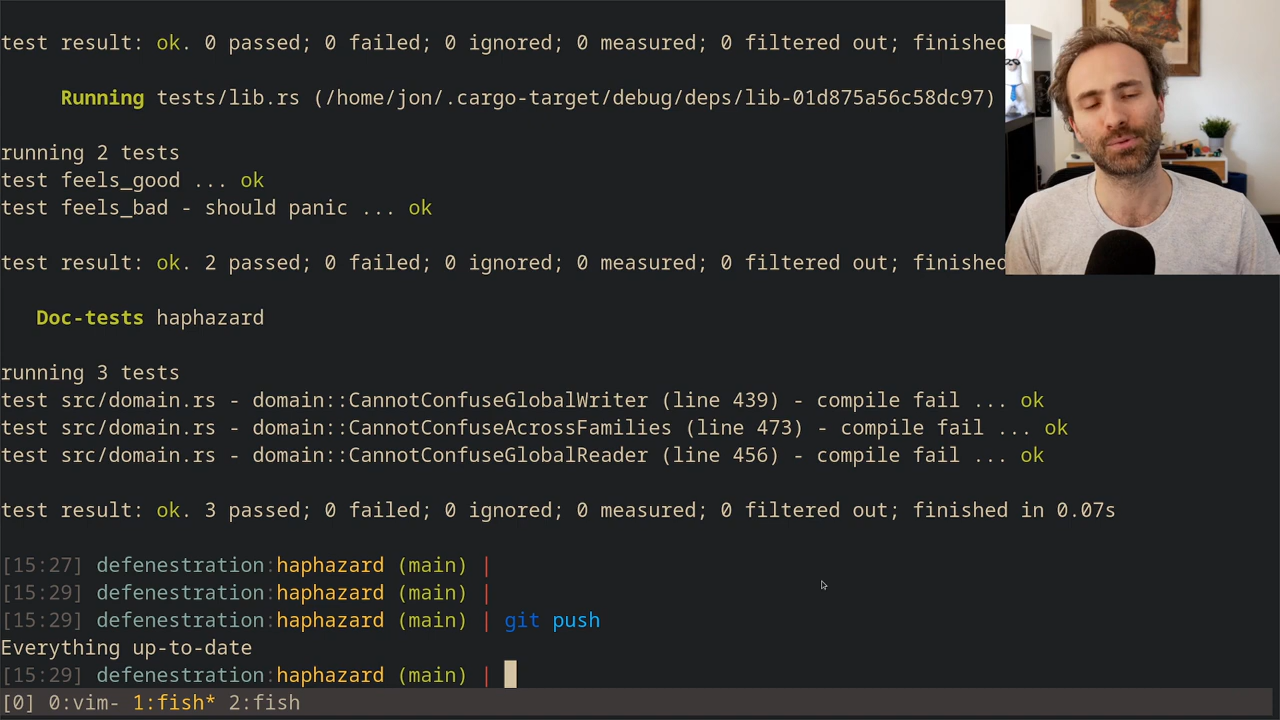 test result: ok. 0 passed; 0 failed; 0 ignored; 0 measured; 0 filtered out; finished
Running tests/lib.rs (/home/jon/.cargo-target/debug/deps/lib-01d875a56c58dc97)
running 2 tests
test feels_good ... ok
test feels_bad - should panic ... ok
test result: ok. 2 passed; 0 failed; 0 ignored; 0 measured; 0 filtered out; finished
Doc-tests haphazard
running 3 tests
test src/domain.rs - domain::CannotConfuseGlobalWriter (line 439) - compile fail ... ok
test src/domain.rs - domain::CannotConfuseAcrossFamilies (line 473) - compile fail ... ok
test src/domain.rs - domain::CannotConfuseGlobalReader (line 456) - compile fail ... ok
test result: ok. 3 passed; 0 failed; 0 ignored; 0 measured; 0 filtered out; finished in 0.07s
[15:27] defenestration:haphazard (main) |
[15:29] defenestration:haphazard (main) |
[15:29] defenestration:haphazard (main) | git push
Everything up-to-date
[15:29] defenestration:haphazard (main) |
[0] 0:vim- 1:fish* 2:fish